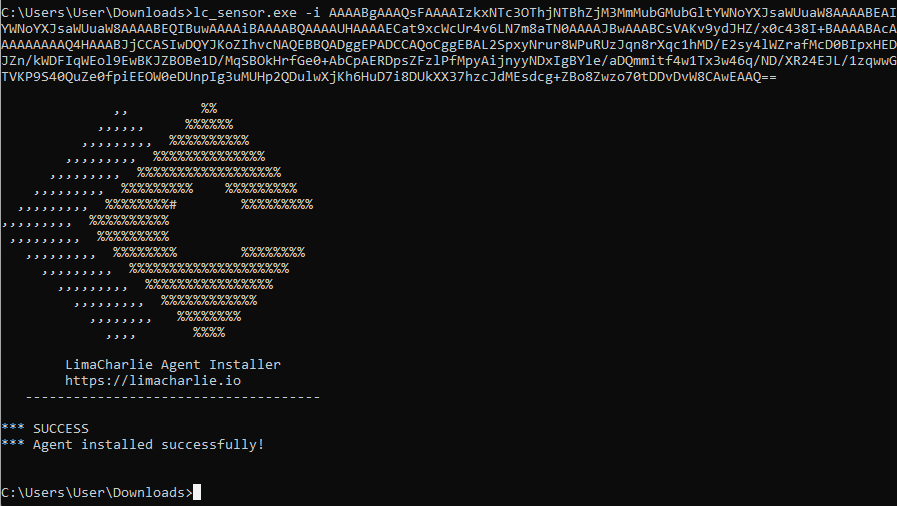 C:\Users\User\Downloads>lc_sensor.exe -i AAAABgAAAQsFAAAAIzkxNTc3OThjNTBhZjM3MmMubGMubGltYWNoYXJsaWUuaW8AAAABEAI
YWNoYXJsaWUuaW8AAAABEQIBuwAAAAiBAAAABQAAAAUHAAAAECat9xcWcUr4v6LN7m8aTN0AAAAJBwAAABCsVAKv9ydJHZ/x0c438I+BAAAABAcA
AAAAAAAAQ4HAAABJjCCASIwDQYJKoZIhvcNAQEBBQADggEPADCCAQoCggEBAL2SpxyNrur8WPuRUzJqn8rXqc1hMD/E2sy4lWZrafMcD0BIpxHED
JZn/kWDFIqWEol9EwBKJZBOBe1D/MqSBOkHrfGe0+AbCpAERDpsZFzlPfMpyAijnyyNDxIgBYle/aDQmmitf4w1Tx3w46q/ND/XR24EJL/1zqwwG
TVKP9S40QuZe0fpiEEOW0eDUnpIg3uMUHp2QDulwXjKh6HuD7i8DUkXX37hzcJdMEsdcg+ZBo8Zwzo70tDDvDvW8CAwEAAQ==
LimaCharlie Agent Installer
https://limacharlie.io
-------------------------------------
*** SUCCESS
*** Agent installed successfully!
C:\Users\User\Downloads>